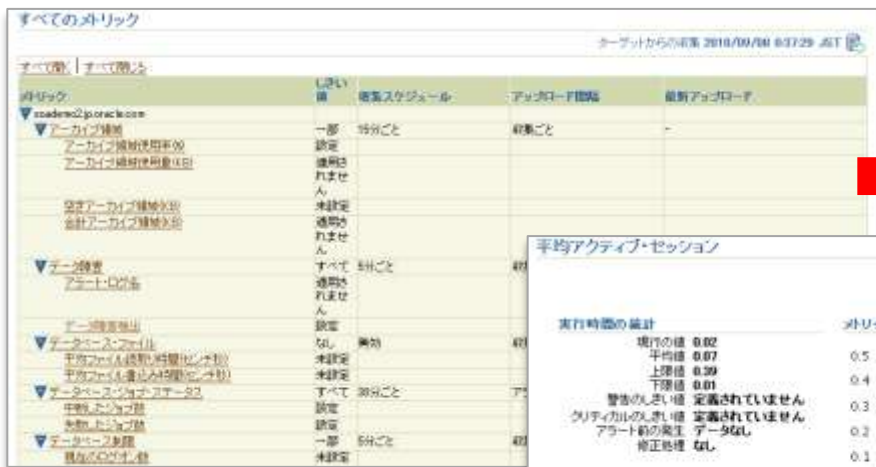 すべてのメトリック
ターゲットからの収集 2010/09/08 6:37:29 JST
すべて開く | すべて閉じる
メトリック しきい値 収集スケジュール アップロード間隔 最新アップロード
soademo2.jp.oracle.com
アーカイブ領域 一部 15分ごと 収集ごと -
アーカイブ領域使用率(%) 設定
アーカイブ領域使用量(KB) 適用されません
空きアーカイブ領域(KB) 未設定
合計アーカイブ領域(KB) 適用されません
データ障害 すべて 5分ごと
アラート・ログ名 適用されません
データ障害検出 設定
データベース・ファイル なし 無効
平均ファイル読取り時間(センチ秒) 未設定
平均ファイル書込み時間(センチ秒) 未設定
データベース・ジョブ・ステータス すべて 30分ごと
中断したジョブ数 設定
失敗したジョブ数 設定
データベース制限 一部 5分ごと
現在のログオン数 未設定
平均アクティブ・セッション
実行時間の統計
現行の値 0.02
平均値 0.07
上限値 0.39
下限値 0.01
警告のしきい値 定義されていません
クリティカルのしきい値 定義されていません
アラート前の発生 データなし
修正処理 なし
メトリ
0.5
0.4
0.3
0.2
0.1